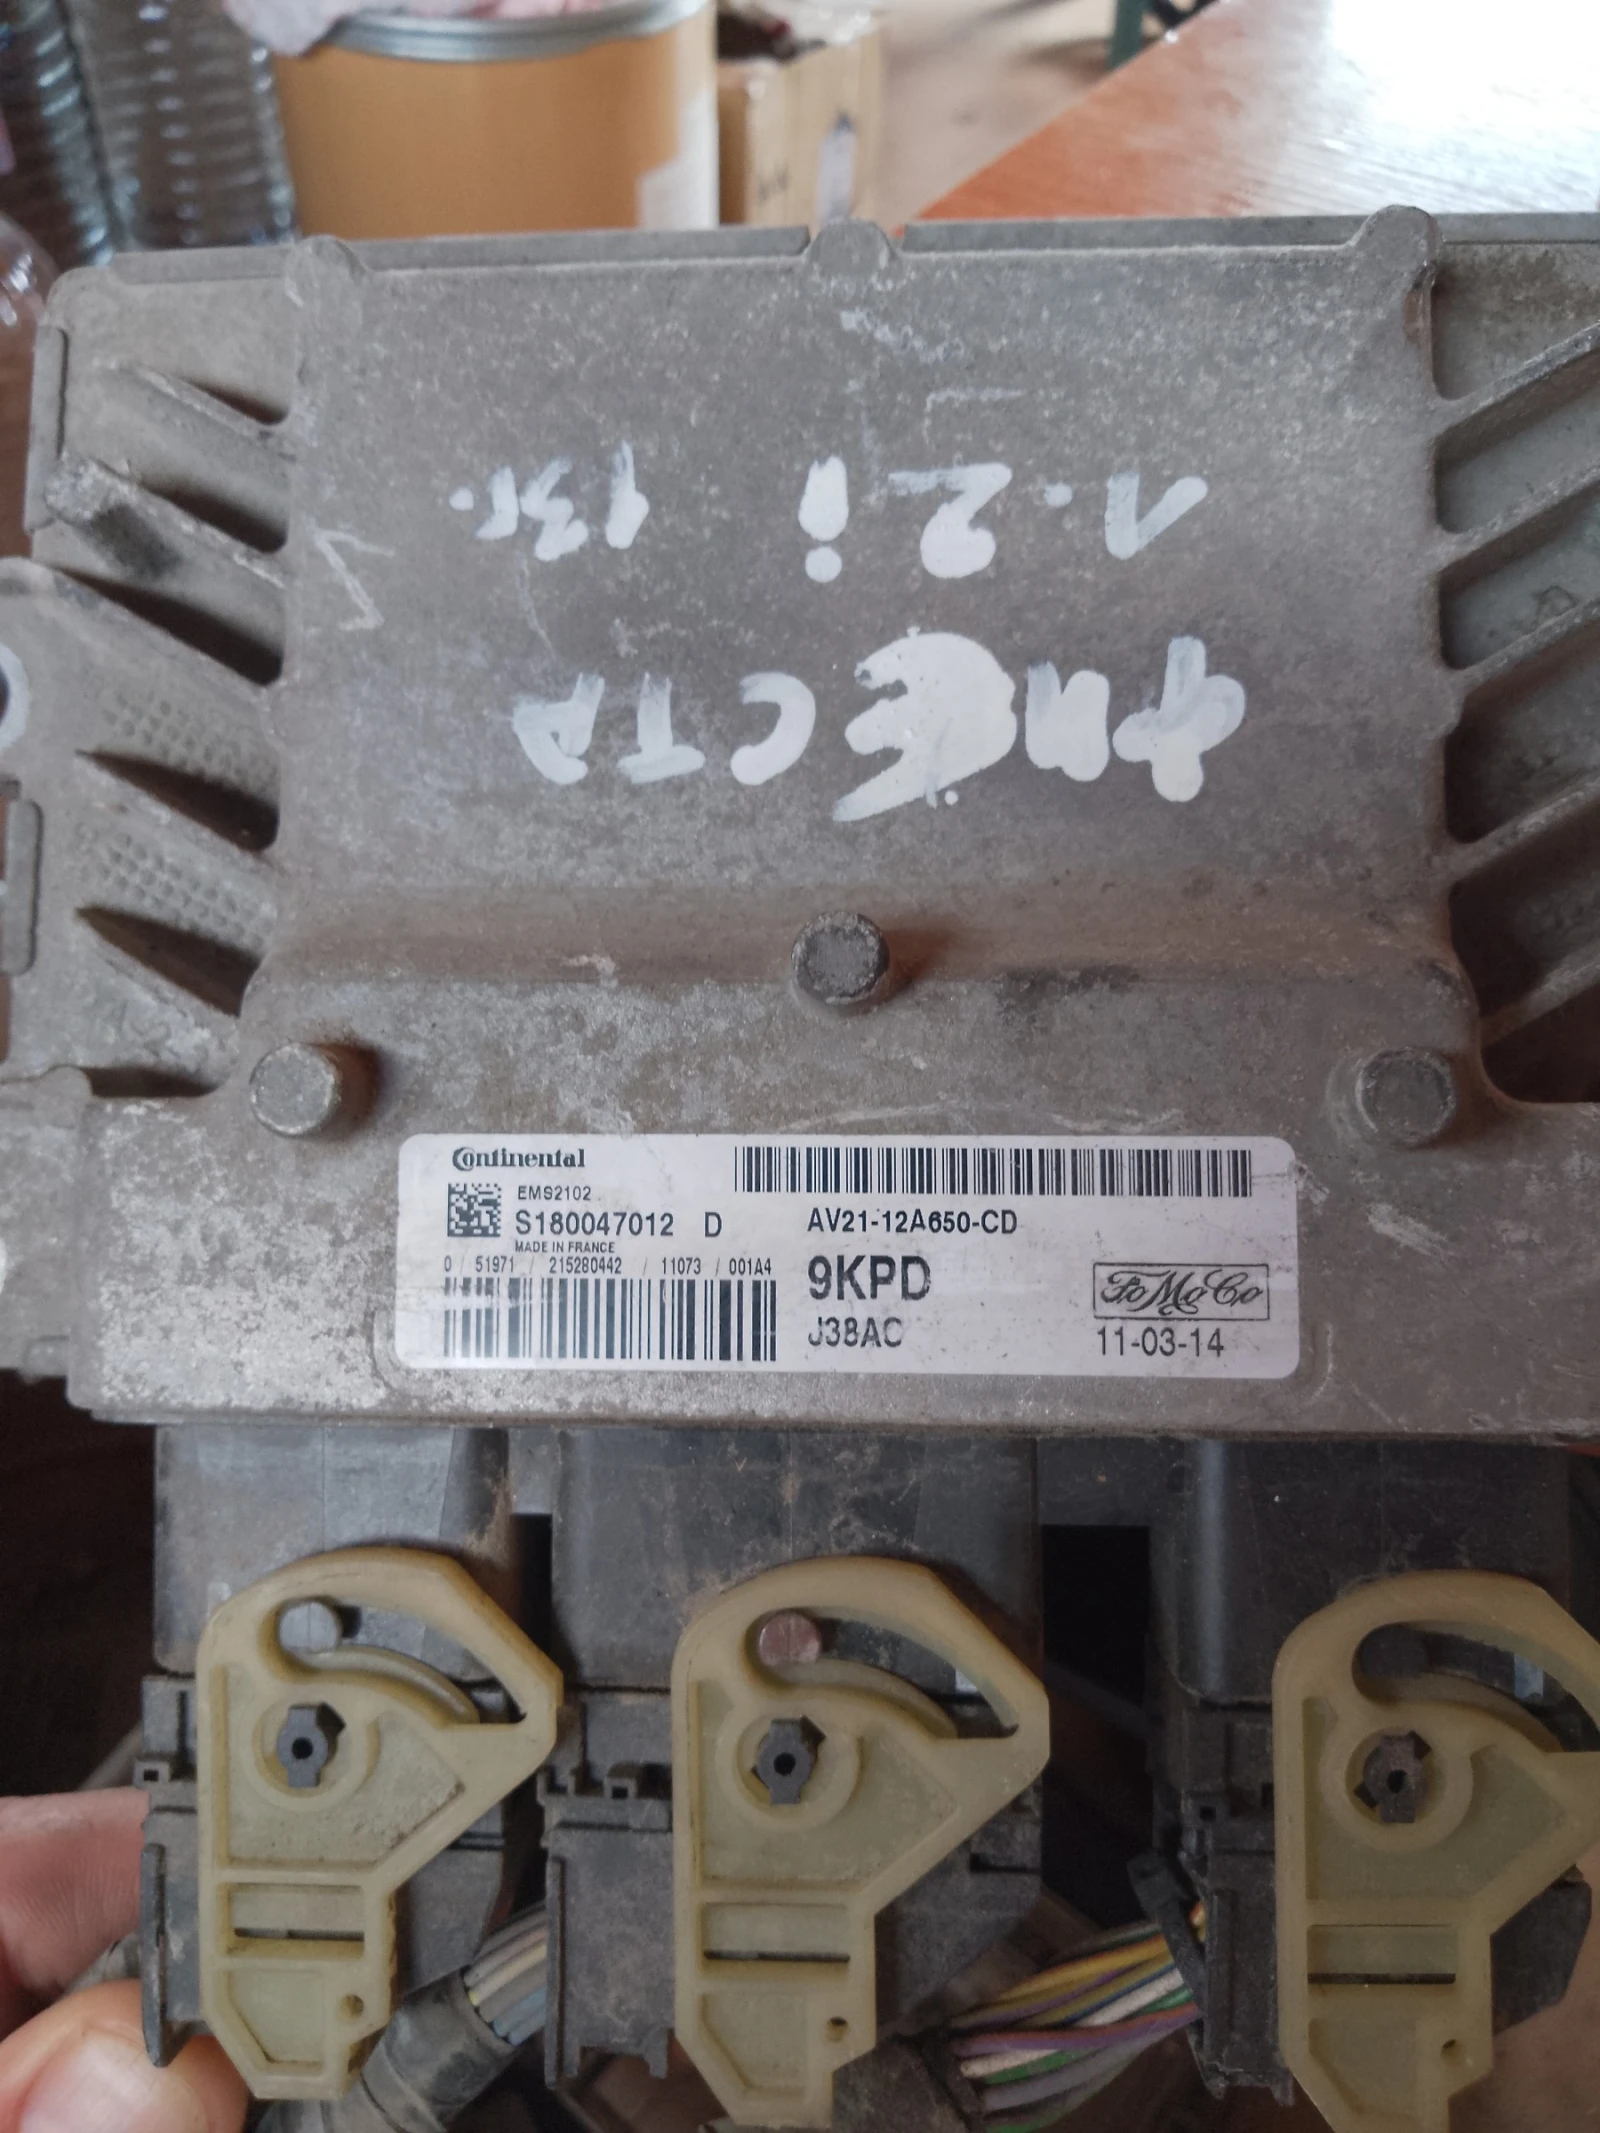 фиеста
1.2i 13г.
Continental
EMS2102
S180047012 D
MADE IN FRANCE
0 / 51971 / 215280442 / 11073 / 001A4
AV21-12A650-CD
9KPD
J38AC
FoMoCo
11-03-14